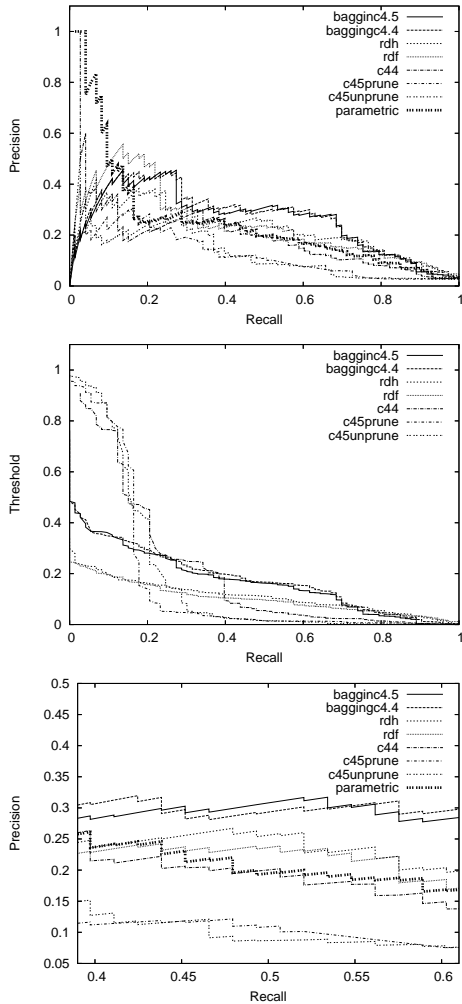 bagginc4.5
baggingc4.4
rdh
rdf
c44
c45prune
c45unprune
parametric
Precision
1
0.8
0.6
0.4
0.2
0
0 0.2 0.4 0.6 0.8 1
Recall
bagginc4.5
baggingc4.4
rdh
rdf
c44
c45prune
c45unprune
Threshold
1
0.8
0.6
0.4
0.2
0
0 0.2 0.4 0.6 0.8 1
Recall
bagginc4.5
baggingc4.4
rdh
rdf
c44
c45prune
c45unprune
parametric
Precision
0.5
0.45
0.4
0.35
0.3
0.25
0.2
0.15
0.1
0.05
0.4 0.45 0.5 0.55 0.6
Recall